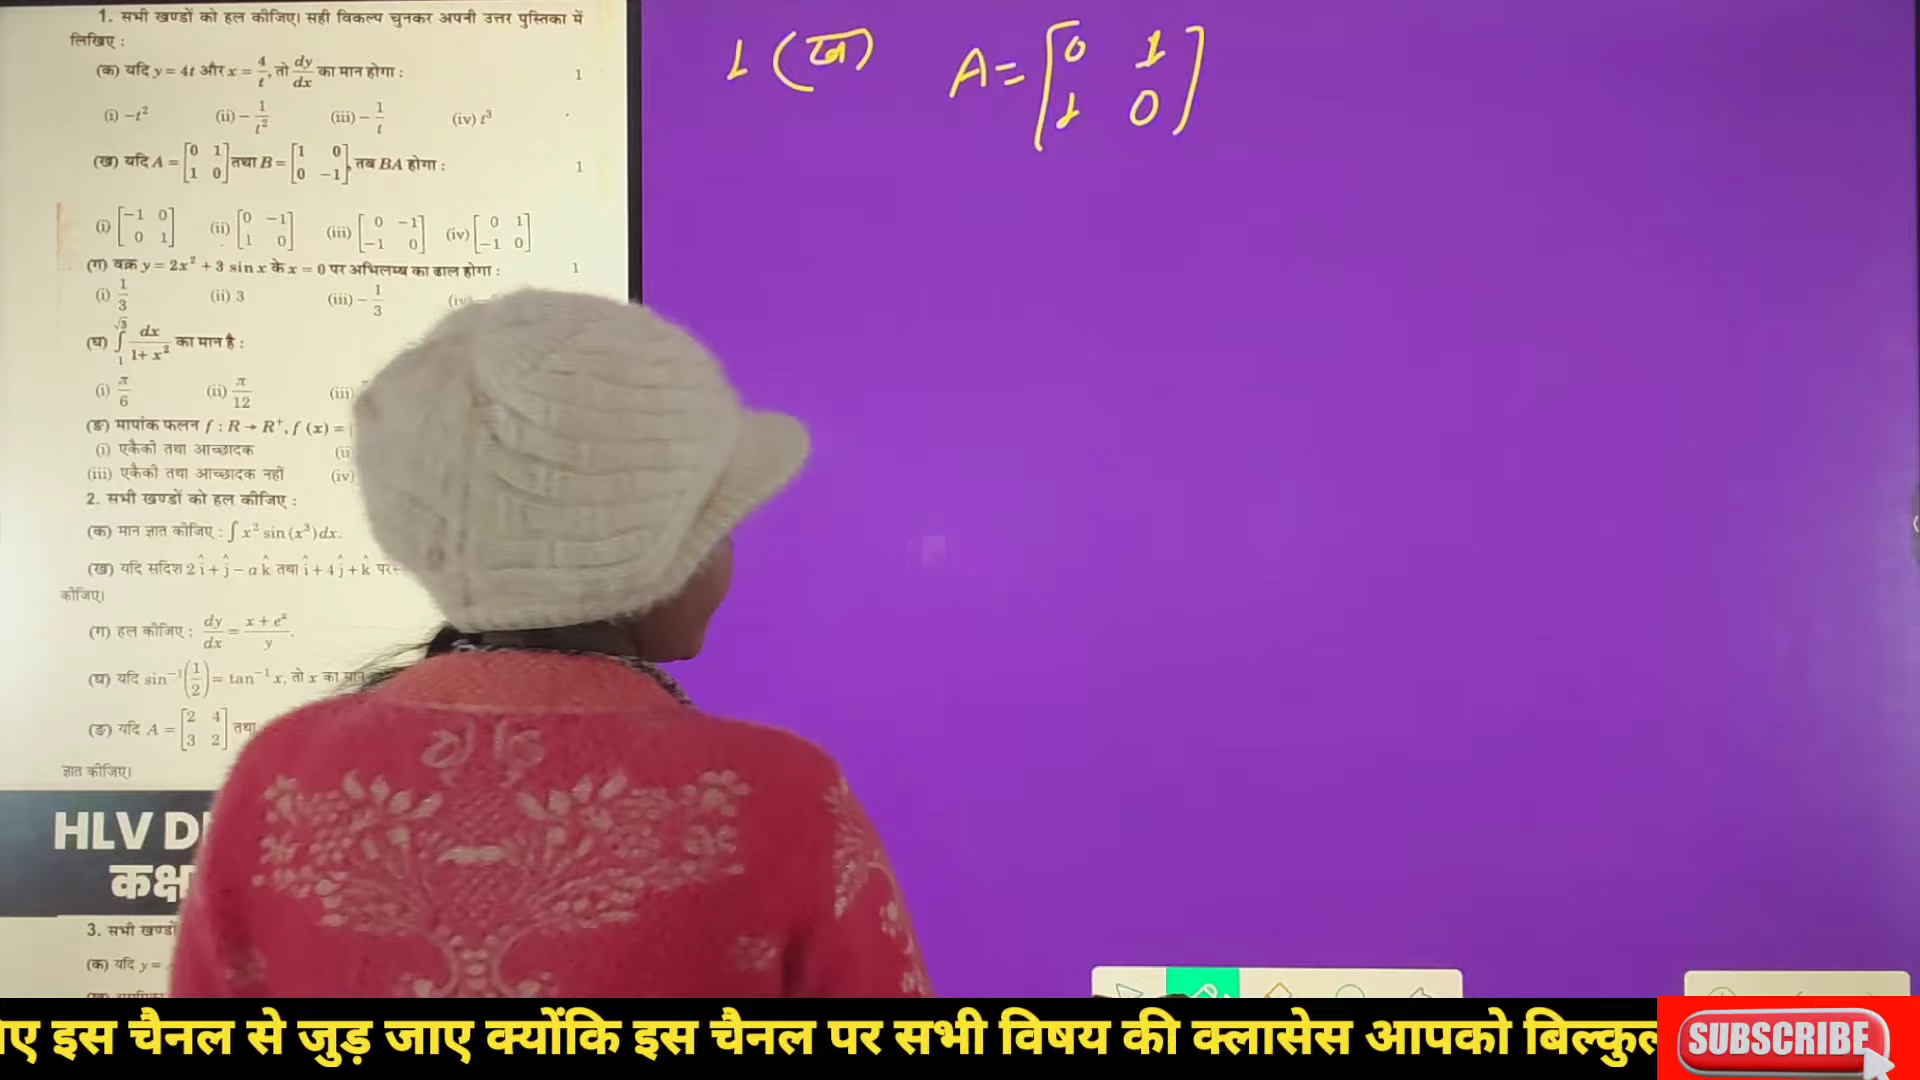 1. सभी खण्डों को हल कीजिए। सही विकल्प चुनकर अपनी उत्तर पुस्तिका में
लिखिए :
(क) यदि y = 4t और x = 4/t, तो dy/dx का मान होगा : 1
(i) -t² (ii) -1/t² (iii) -1/t (iv) t³
(ख) यदि A = [0 1; 1 0] तथा B = [1 0; 0 -1], तब BA होगा : 1
(i) [-1 0; 0 1] (ii) [0 -1; 1 0] (iii) [0 -1; -1 0] (iv) [0 1; -1 0]
(ग) वक्र y = 2x² + 3 sin x के x = 0 पर अभिलम्ब का ढाल होगा : 1
(i) 1/3 (ii) 3 (iii) -1/3 (iv)
(घ) ∫₁^√3 dx/(1+x²) का मान है :
(i) π/6 (ii) π/12 (iii)
(ङ) मापांक फलन f : R → R⁺, f (x) =
(i) एकैकी तथा आच्छादक
(iii) एकैकी तथा आच्छादक नहीं (iv)
2. सभी खण्डों को हल कीजिए :
(क) मान ज्ञात कीजिए : ∫ x² sin (x³) dx.
(ख) यदि सदिश 2î + ĵ - a k̂ तथा î + 4ĵ + k̂
कीजिए।
(ग) हल कीजिए : dy/dx = (x + eˣ)/y.
(घ) यदि sin⁻¹(1/2) = tan⁻¹ x, तो x का मान
(ङ) यदि A = [2 4; 3 2] तथा
ज्ञात कीजिए।
HLV D
कक्ष
3. सभी खण्डों
(क) यदि y =
1 (ख) A = [0 1; 1 0]
इस चैनल से जुड़ जाए क्योंकि इस चैनल पर सभी विषय की क्लासेस आपको
SUBSCRIBE